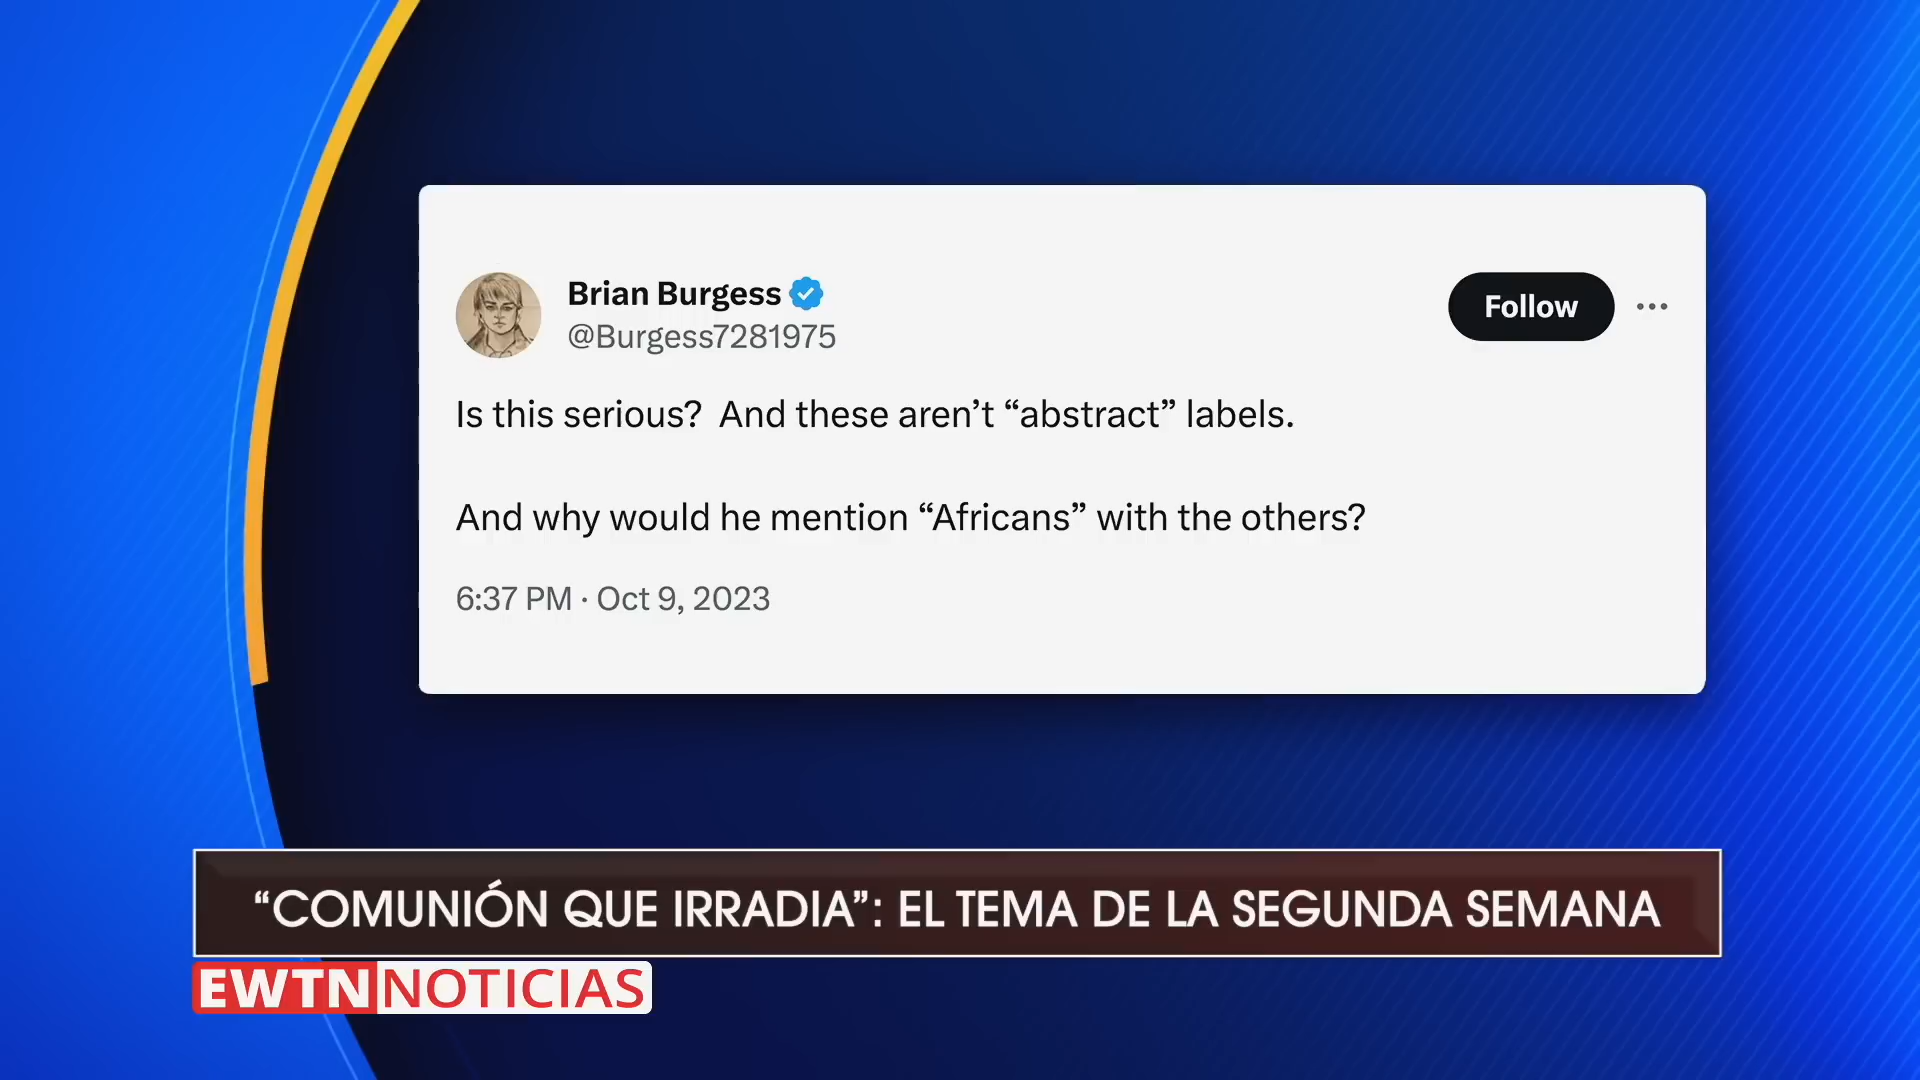 Brian Burgess
@Burgess7281975
Follow
Is this serious?  And these aren’t “abstract” labels.
And why would he mention “Africans” with the others?
6:37 PM · Oct 9, 2023
“COMUNIÓN QUE IRRADIA”: EL TEMA DE LA SEGUNDA SEMANA
EWTN NOTICIAS